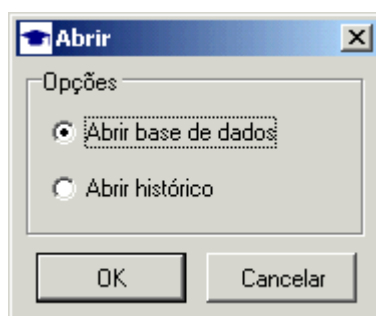 Abrir
Opções
Abrir base de dados
Abrir histórico
OK Cancelar